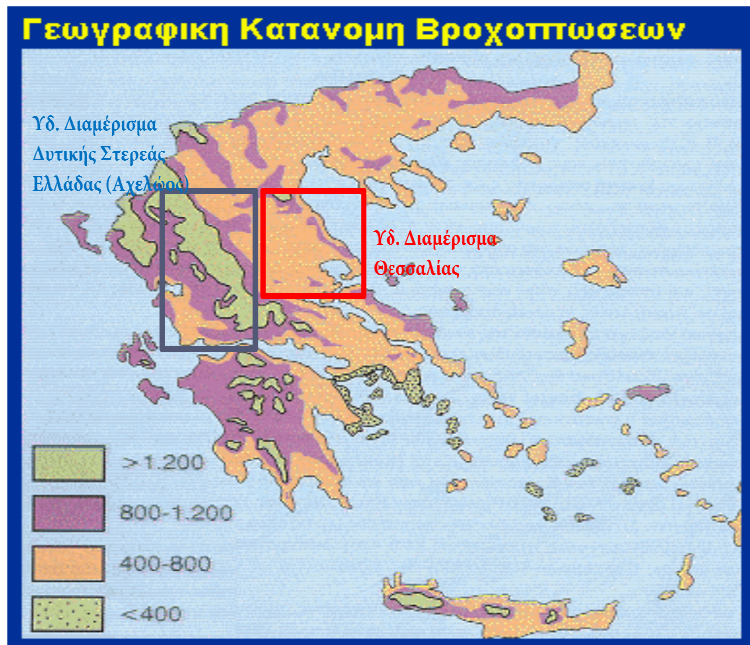 Γεωγραφικη Κατανομη Βροχοπτωσεων
Υδ. Διαμέρισμα
Δυτικής Στερεάς
Ελλάδας (Αχελώος)
Υδ. Διαμέρισμα
Θεσσαλίας
>1.200
800-1.200
400-800
<400